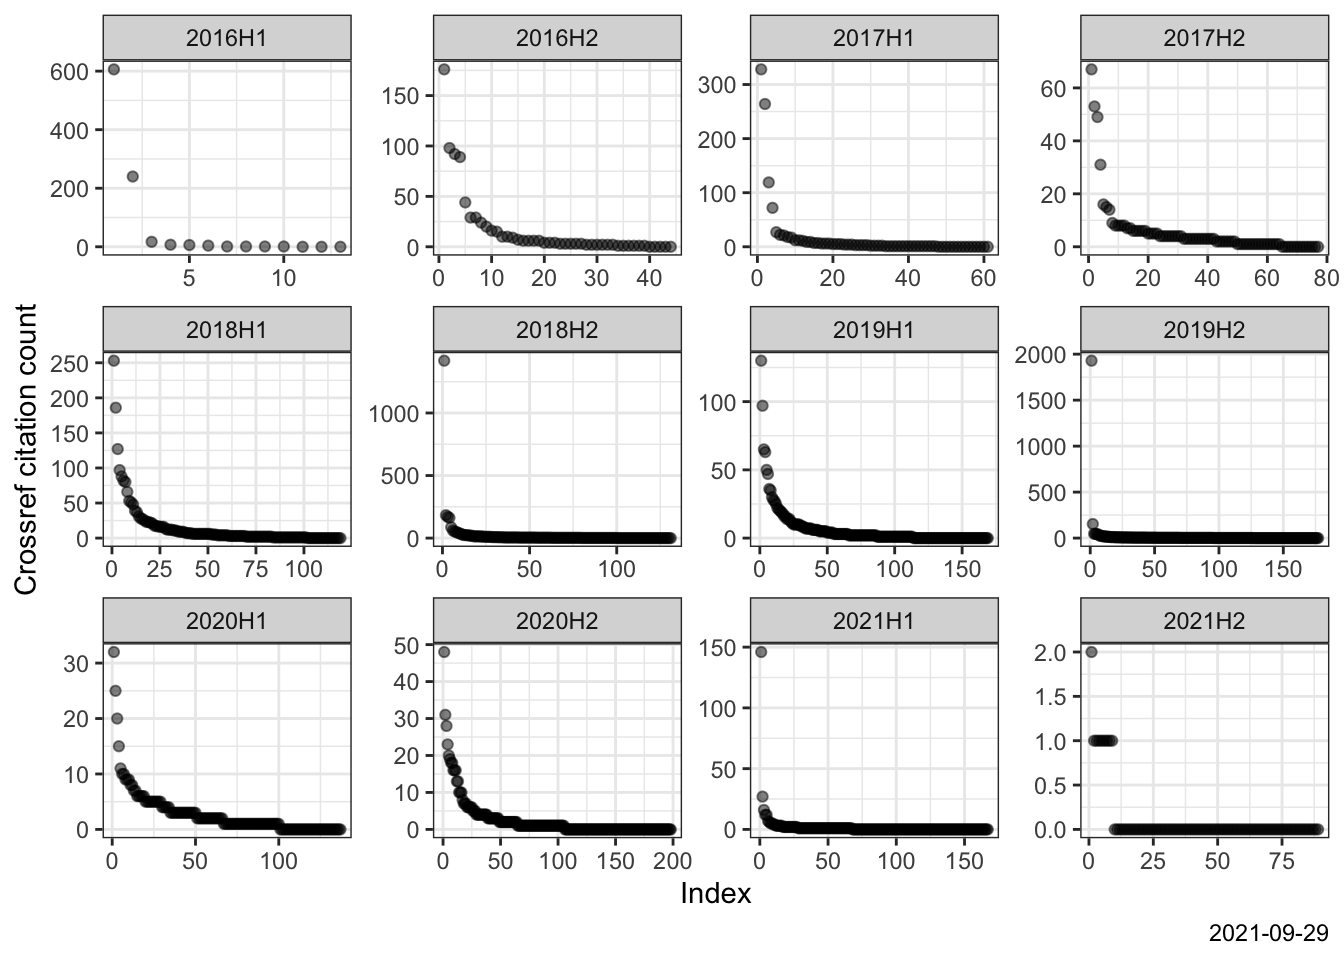 2016H1 2016H2 2017H1 2017H2
600 400 200 0
150 100 50 0
300 200 100 0
60 40 20 0
5 10
0 10 20 30 40
0 20 40 60
0 20 40 60 80
Crossref citation count
2018H1 2018H2 2019H1 2019H2
250 200 150 100 50 0
1000 500 0
100 50 0
2000 1500 1000 500 0
0 25 50 75 100
0 50 100
0 50 100 150
0 50 100 150
2020H1 2020H2 2021H1 2021H2
30 20 10 0
50 40 30 20 10 0
150 100 50 0
2.0 1.5 1.0 0.5 0.0
0 50 100
0 50 100 150 200
0 50 100 150
0 25 50 75
Index
2021-09-29